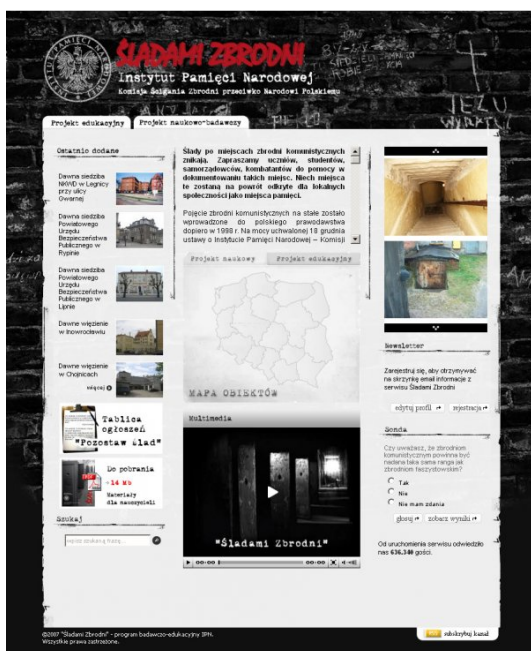 ŚLADAMI ZBRODNI
Instytut Pamięci Narodowej
Komisja Ścigania Zbrodni przeciwko Narodowi Polskiemu
Projekt edukacyjny
Projekt naukowo-badawczy
Ostatnio dodane
Dawna siedziba
NKWD w Legnicy
przy ulicy
Gwarnej
Dawna siedziba
Powiatowego
Urzędu
Bezpieczeństwa
Publicznego w
Rypinie
Dawna siedziba
Powiatowego
Urzędu
Bezpieczeństwa
Publicznego w
Lipnie
Dawne więzienie
w Inowrocławiu
Dawne więzienie
w Chojnicach
więcej
Tablica
ogłoszeń
"Pozostaw ślad"
Do pobrania
~14 Mb
Materiały
dla nauczycieli
Szukaj
wpisz szukaną frazę...
Ślady po miejscach zbrodni komunistycznych
znikają. Zapraszamy uczniów, studentów,
samorządowców, kombatantów do pomocy w
dokumentowaniu takich miejsc. Niech miejsca
te zostaną na powrót odkryte dla lokalnych
społeczności jako miejsca pamięci.
Pojęcie zbrodni komunistycznych na stałe zostało
wprowadzone do polskiego prawodawstwa
dopiero w 1998 r. Na mocy uchwalonej 18 grudnia
ustawy o Instytucie Pamięci Narodowej – Komisji
Projekt naukowy
Projekt edukacyjny
MAPA OBIEKTÓW
Multimedia
"Śladami Zbrodni"
00:00
00:00
Newsletter
Zarejestruj się, aby otrzymywać
na skrzynkę email informacje z
serwisu Śladami Zbrodni
edytuj profil
rejestracja
Sonda
Czy uważasz, że zbrodniom
komunistycznym powinna być
nadana taka sama ranga jak
zbrodniom faszystowskim?
Tak
Nie
Nie mam zdania
głosuj
zobacz wyniki
Od uruchomienia serwisu odwiedziło
nas 636,340 gości.
©2007 "Śladami Zbrodni" - program badawczo-edukacyjny IPN.
Wszystkie prawa zastrzeżone.
subskrybuj kanał